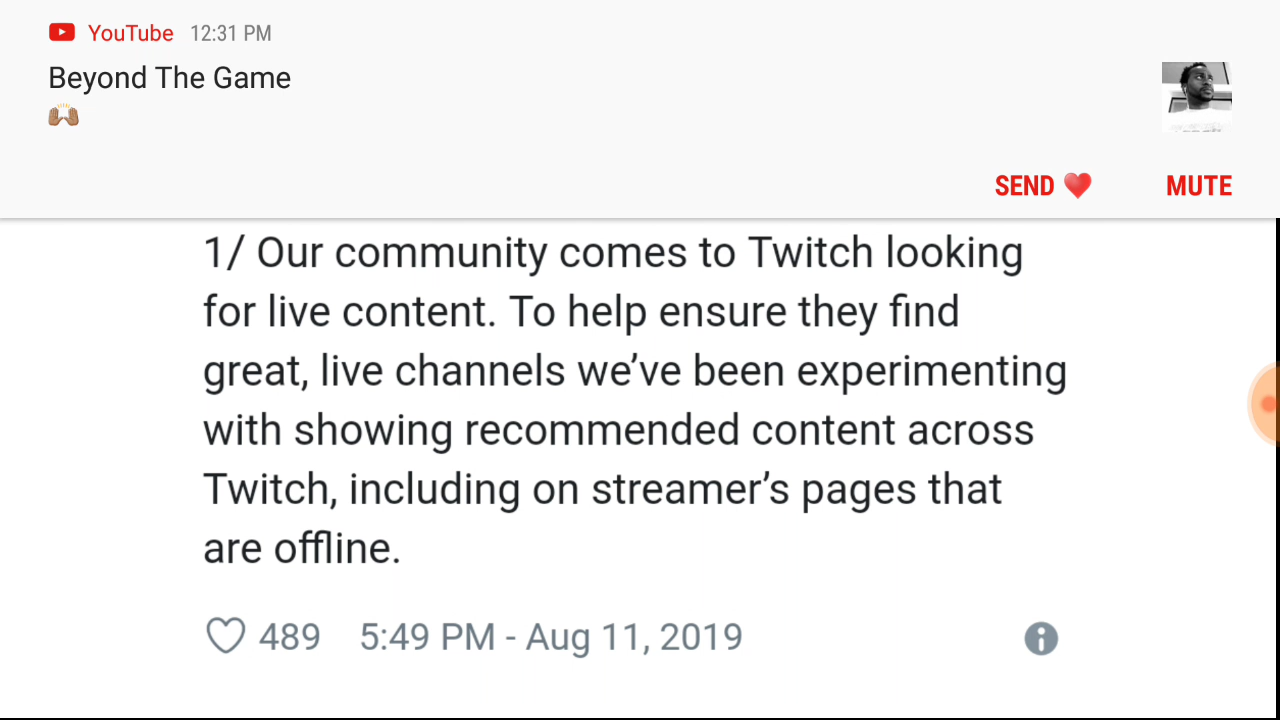 YouTube 12:31 PM
Beyond The Game
🙌🏽
SEND ❤️ MUTE
1/ Our community comes to Twitch looking
for live content. To help ensure they find
great, live channels we’ve been experimenting
with showing recommended content across
Twitch, including on streamer’s pages that
are offline.
489 5:49 PM - Aug 11, 2019